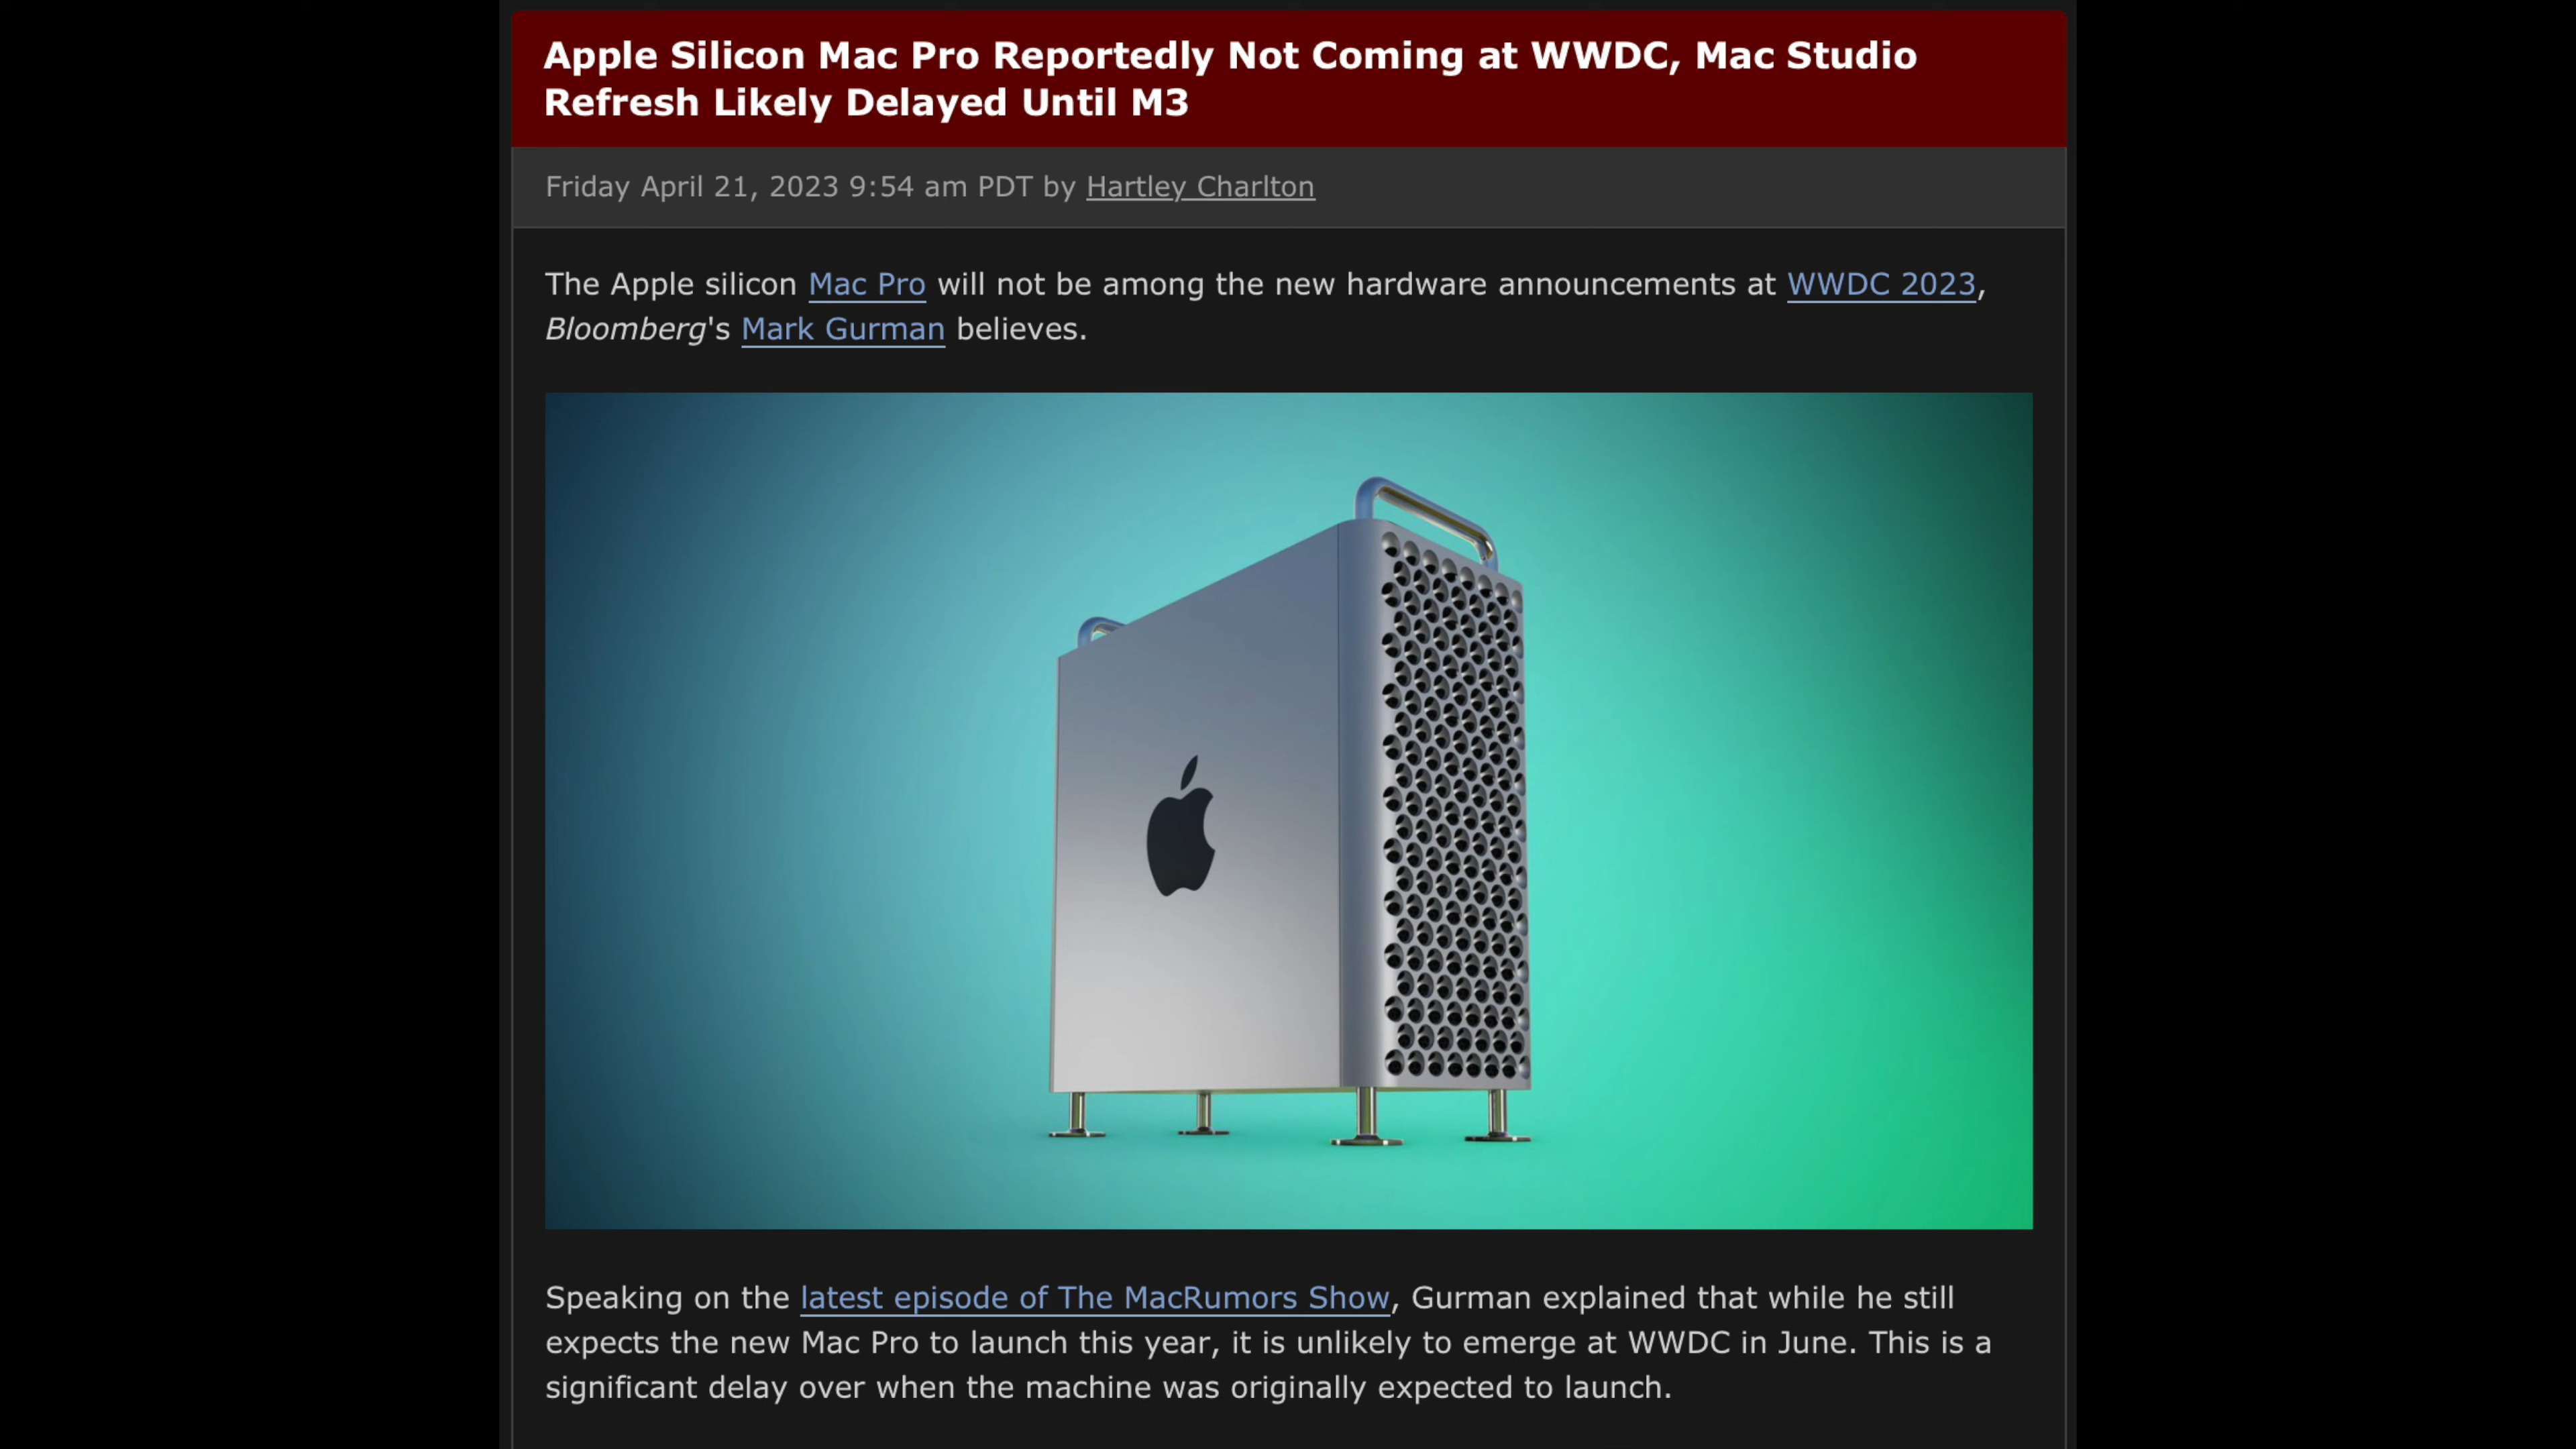 Apple Silicon Mac Pro Reportedly Not Coming at WWDC, Mac Studio
Refresh Likely Delayed Until M3
Friday April 21, 2023 9:54 am PDT by Hartley Charlton
The Apple silicon Mac Pro will not be among the new hardware announcements at WWDC 2023,
Bloomberg's Mark Gurman believes.
Speaking on the latest episode of The MacRumors Show, Gurman explained that while he still
expects the new Mac Pro to launch this year, it is unlikely to emerge at WWDC in June. This is a
significant delay over when the machine was originally expected to launch.